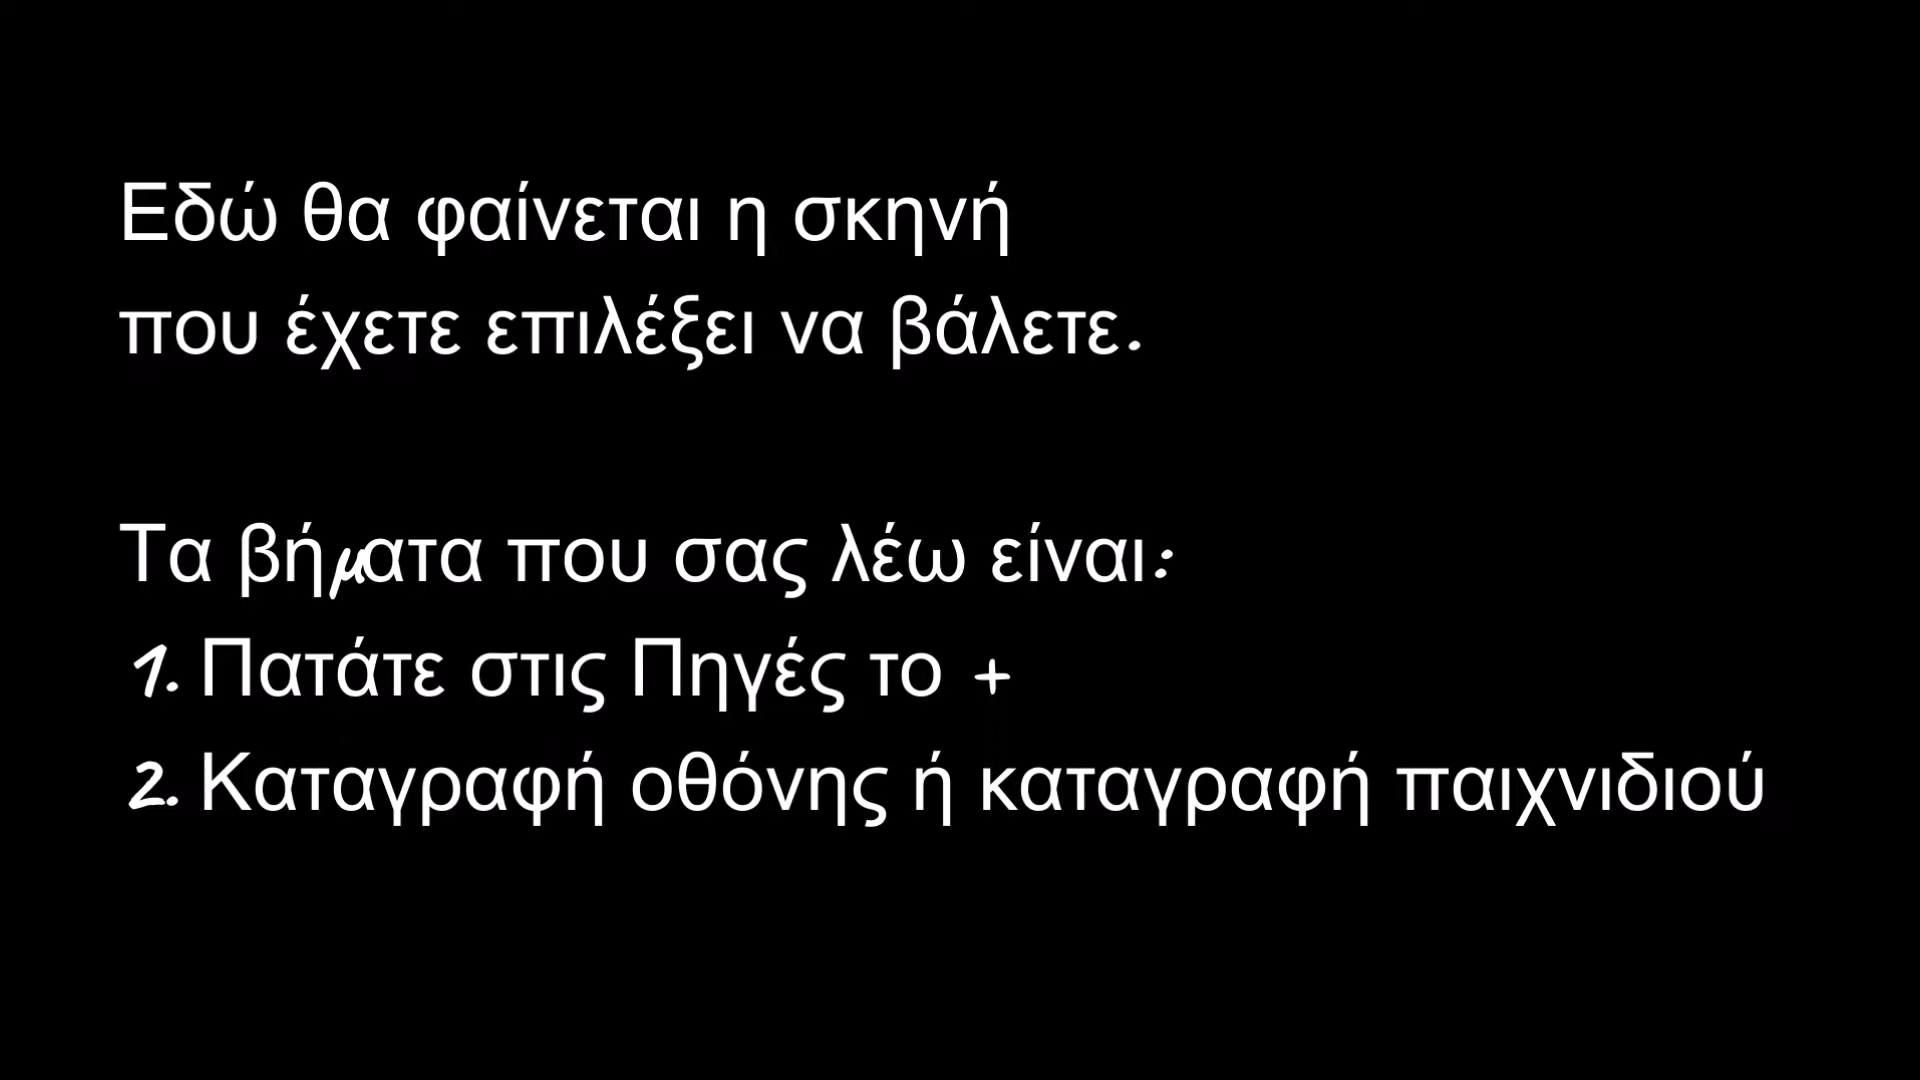 Εδώ θα φαίνεται η σκηνή
που έχετε επιλέξει να βάλετε.
Τα βήματα που σας λέω είναι:
1. Πατάτε στις Πηγές το +
2. Καταγραφή οθόνης ή καταγραφή παιχνιδιού